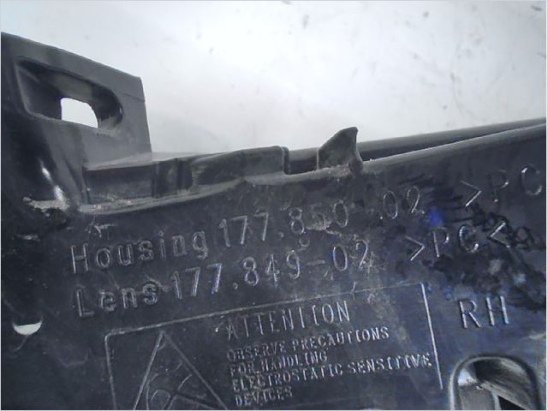 Housing 177.850-02 >PC
Lens 177.849-02 >PC<
RH
ATTENTION
OBSERVE PRECAUTIONS
FOR HANDLING
ELECTROSTATIC SENSITIVE
DEVICES